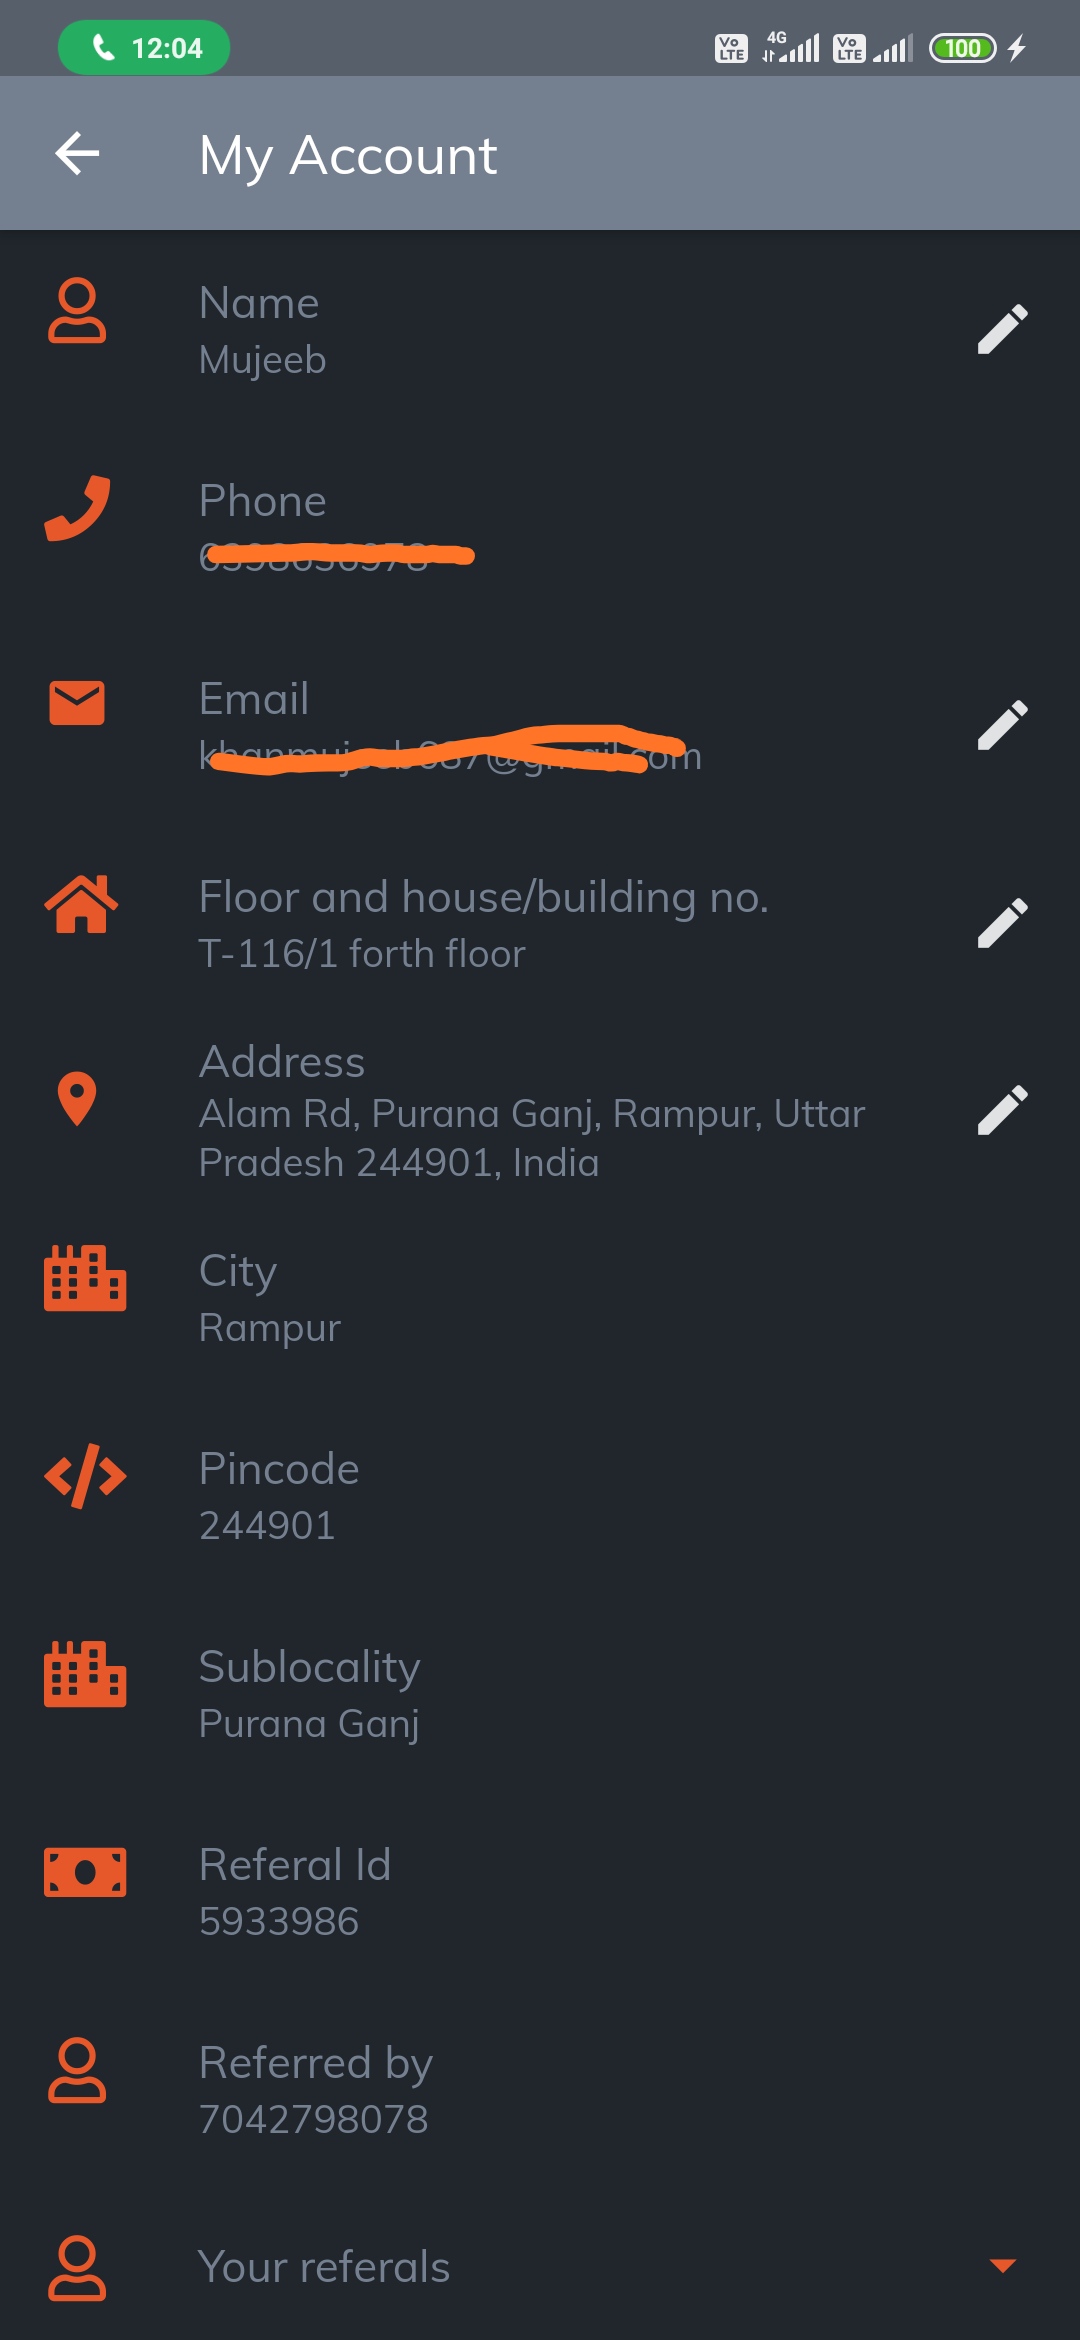 12:04
Vo LTE 4G Vo LTE 100
My Account
Name
Mujeeb
Phone
Email
Floor and house/building no.
T-116/1 forth floor
Address
Alam Rd, Purana Ganj, Rampur, Uttar
Pradesh 244901, India
City
Rampur
Pincode
244901
Sublocality
Purana Ganj
Referal Id
5933986
Referred by
7042798078
Your referals